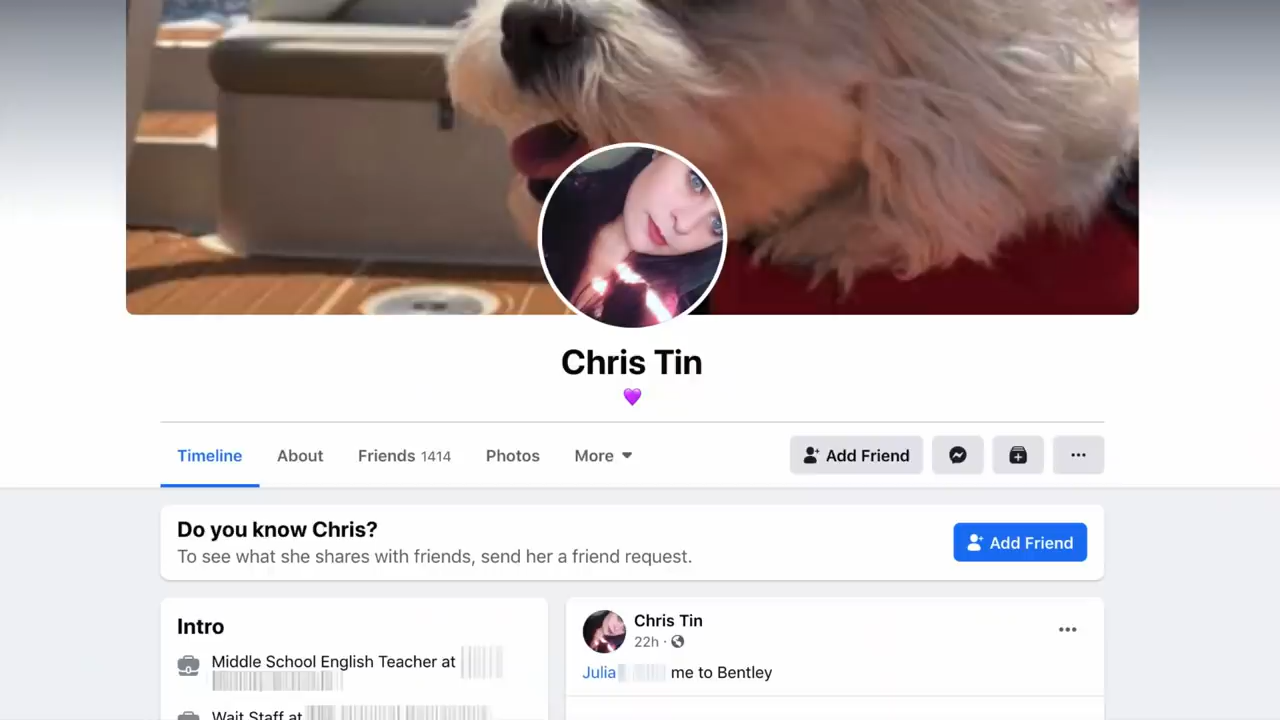 Chris Tin
💜
Timeline
About
Friends 1414
Photos
More
Add Friend
Do you know Chris?
To see what she shares with friends, send her a friend request.
Add Friend
Intro
Middle School English Teacher at
Wait Staff at
Chris Tin
22h ·
Julia me to Bentley